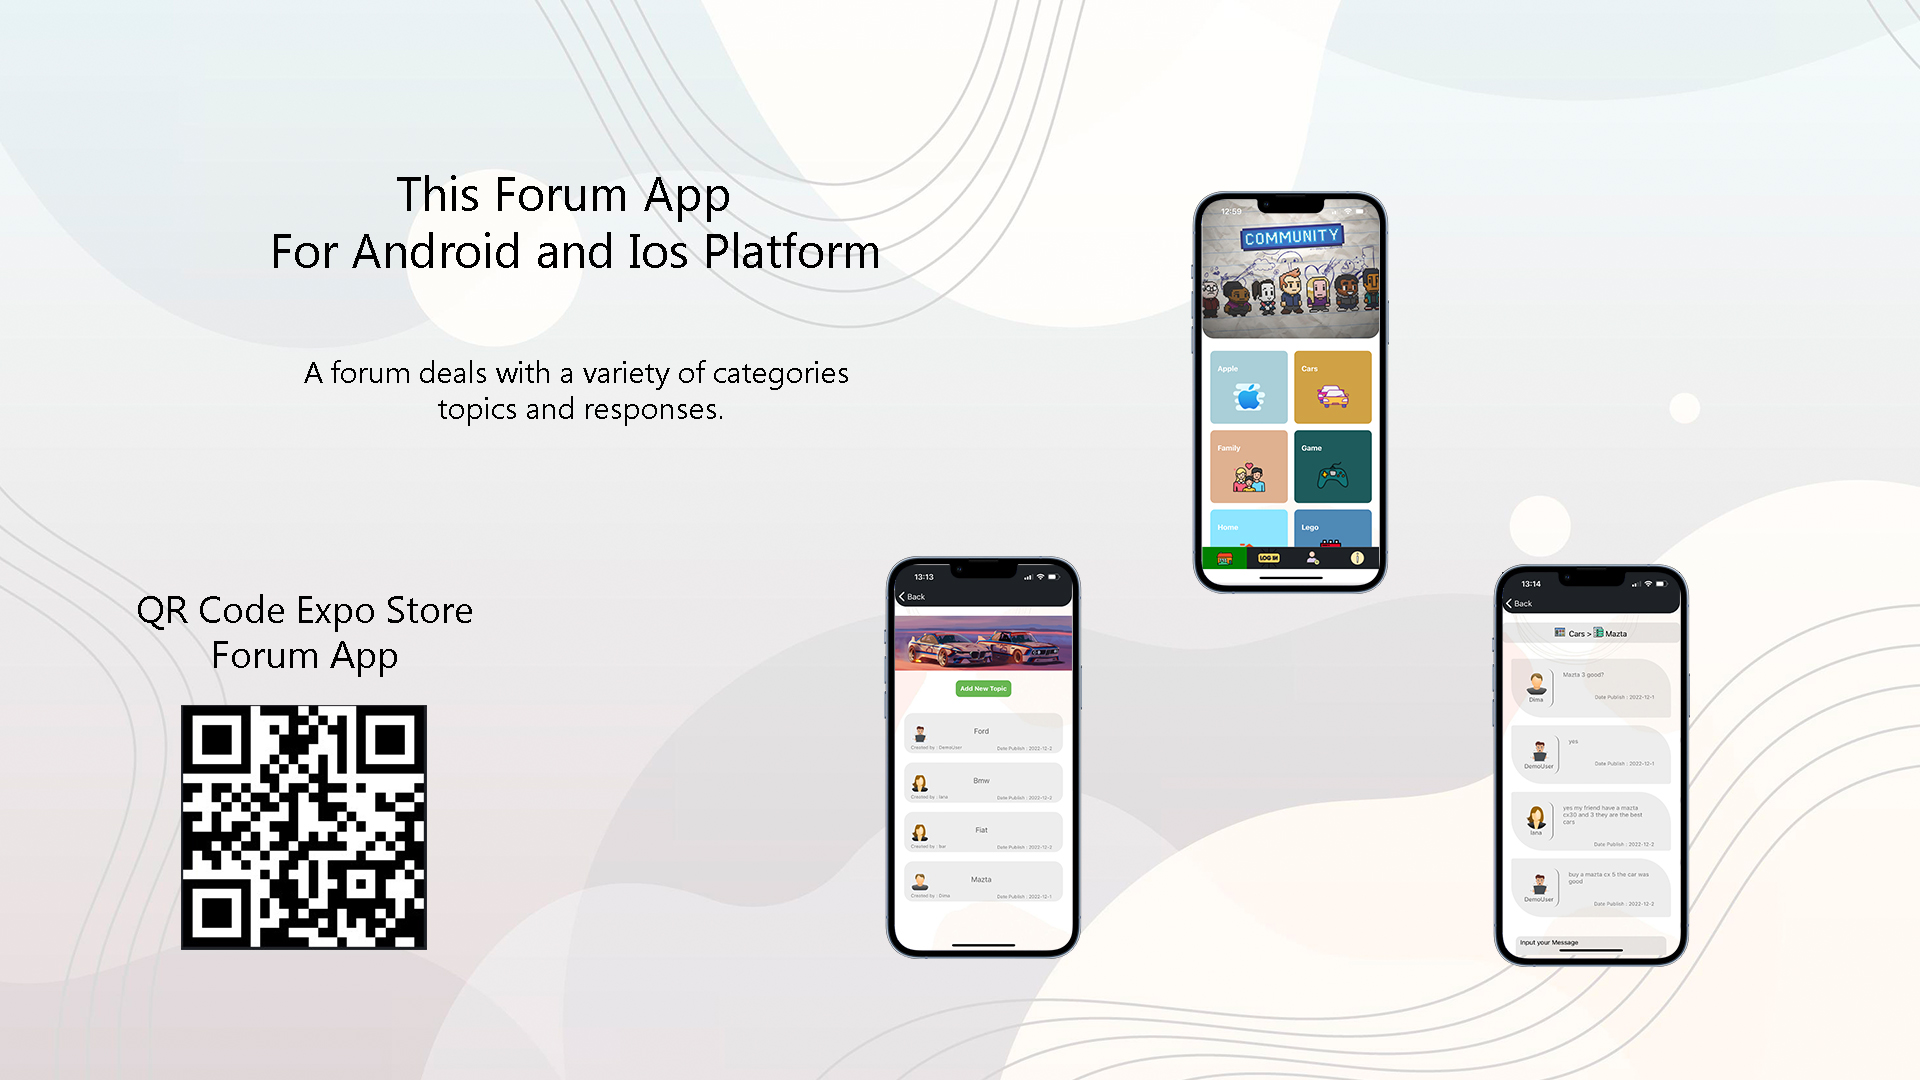 This Forum App
For Android and Ios Platform
A forum deals with a variety of categories
topics and responses.
QR Code Expo Store
Forum App
12:59
COMMUNITY
Apple
Cars
Family
Game
Home
Lego
LOG IN
13:13
Back
Add New Topic
Ford
Created by : DemoUser
Date Publish : 2022-12-2
Bmw
Created by : lana
Date Publish : 2022-12-1
Fiat
Created by :
Date Publish : 2022-12-2
Mazta
Created by : Dima
Date Publish : 2022-12-1
13:14
Back
Cars > Mazta
Mazta 3 good?
Dima
Date Publish : 2022-12-1
yes
DemoUser
Date Publish : 2022-12-1
yes my friend have a mazta
cx30 and 3 they are the best
cars
lana
Date Publish : 2022-12-2
buy a mazta cx 5 the car was
good
DemoUser
Date Publish : 2022-12-2
Input your Message